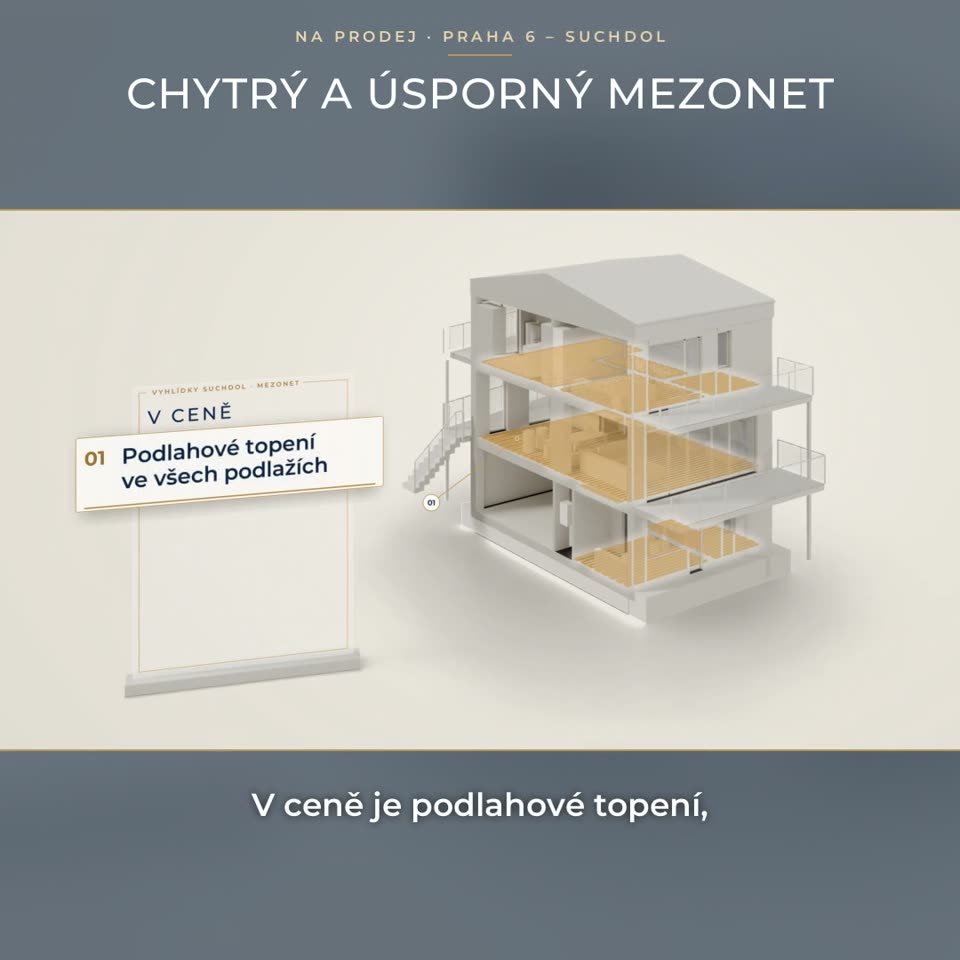 NA PRODEJ · PRAHA 6 – SUCHDOL
CHYTRÝ A ÚSPORNÝ MEZONET
VYHLÍDKY SUCHDOL · MEZONET
V CENĚ
01 Podlahové topení
ve všech podlažích
01
V ceně je podlahové topení,